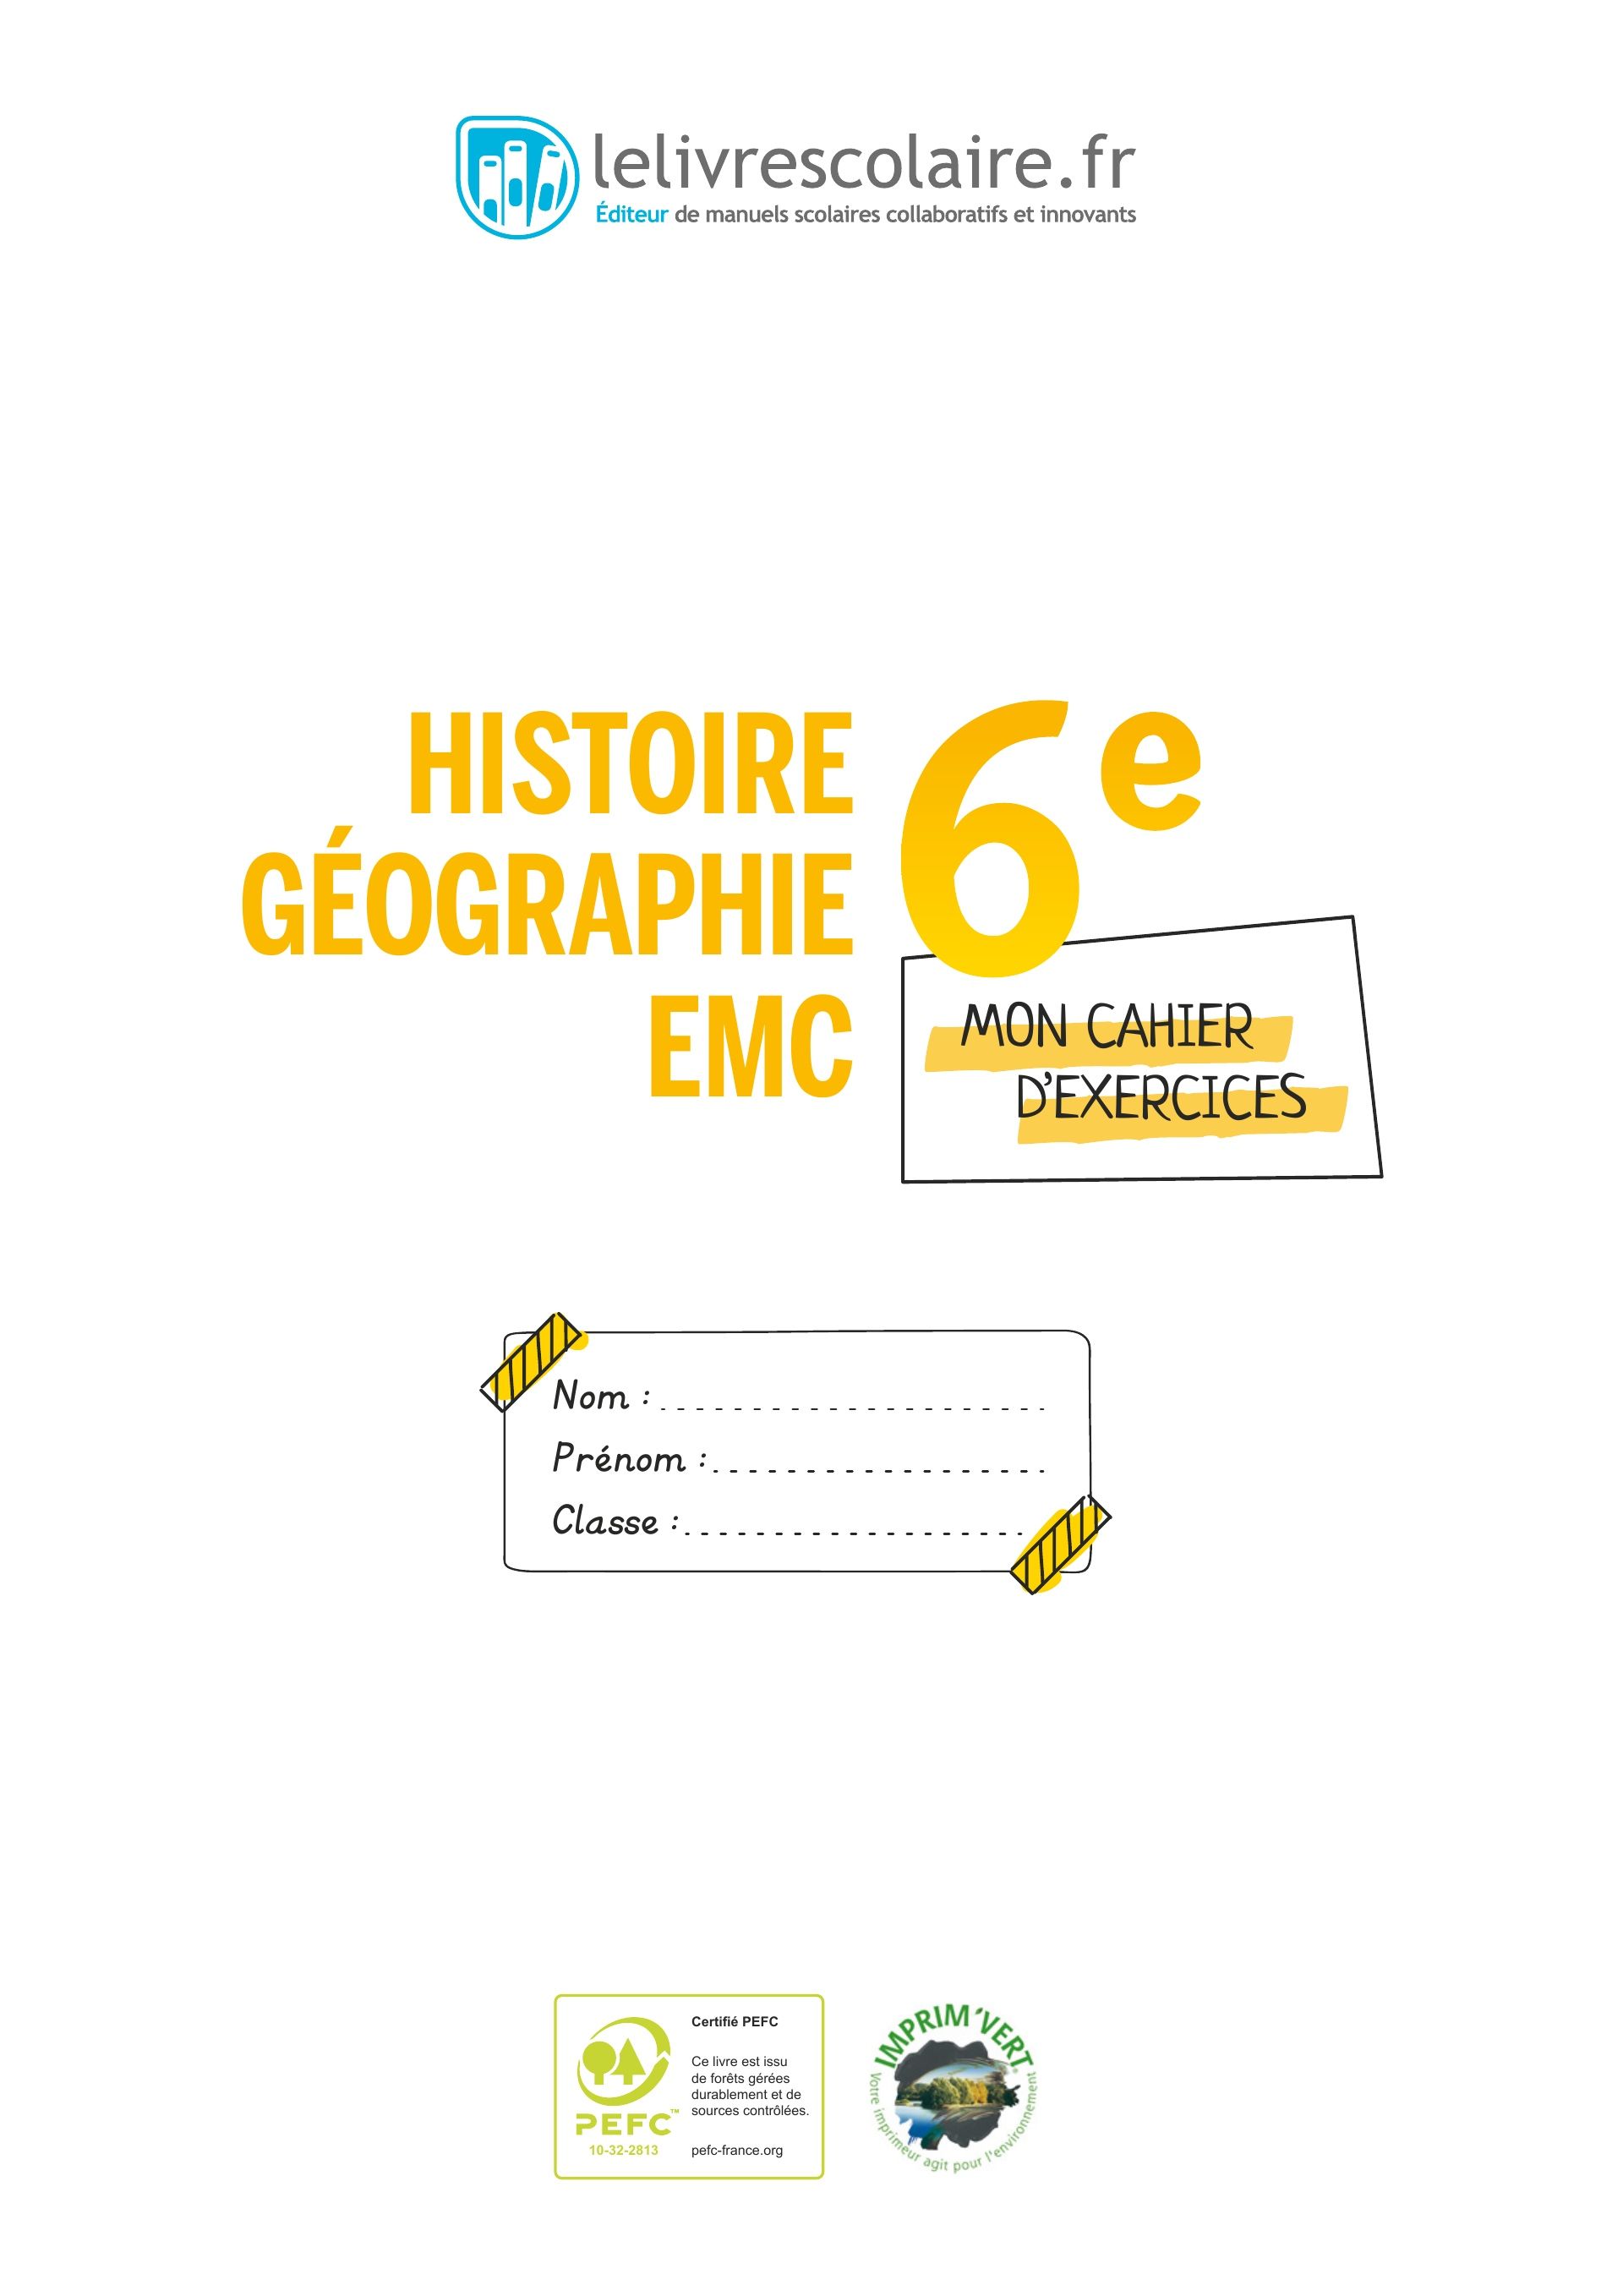 lelivrescolaire.fr
Éditeur de manuels scolaires collaboratifs et innovants
HISTOIRE
GÉOGRAPHIE
EMC
6e
MON CAHIER
D'EXERCICES
Nom :
Prénom :
Classe :
Certifié PEFC
Ce livre est issu
de forêts gérées
durablement et de
sources contrôlées.
pefc-france.org
PEFC™
10-32-2813
IMPRIM'VERT®
Votre imprimeur agit pour l'environnement